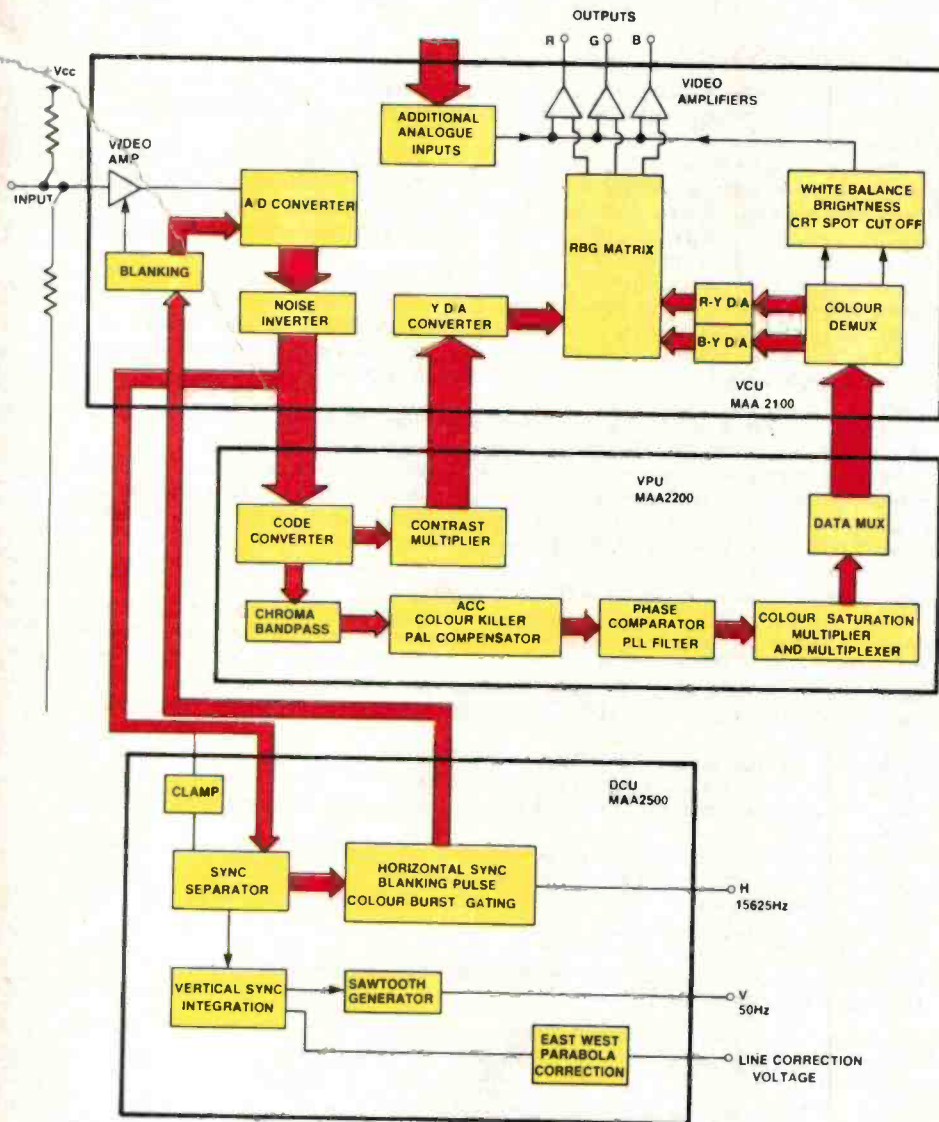 OUTPUTS
R G B
Vcc
VIDEO
AMPLIFIERS
ADDITIONAL
ANALOGUE
INPUTS
VIDEO
AMP
INPUT
A/D CONVERTER
WHITE BALANCE
BRIGHTNESS
CRT SPOT CUT OFF
BLANKING
RBG MATRIX
NOISE
INVERTER
Y D/A
CONVERTER
R-Y D/A
B-Y D/A
COLOUR
DEMUX
VCU
MAA 2100
VPU
MAA2200
CODE
CONVERTER
CONTRAST
MULTIPLIER
DATA MUX
CHROMA
BANDPASS
ACC
COLOUR KILLER
PAL COMPENSATOR
PHASE
COMPARATOR
PLL FILTER
COLOUR SATURATION
MULTIPLIER
AND MULTIPLEXER
DCU
MAA2500
CLAMP
SYNC
SEPARATOR
HORIZONTAL SYNC
BLANKING PULSE
COLOUR BURST GATING
H
15625Hz
VERTICAL SYNC
INTEGRATION
SAWTOOTH
GENERATOR
V
50Hz
EAST WEST
PARABOLA
CORRECTION
LINE CORRECTION
VOLTAGE